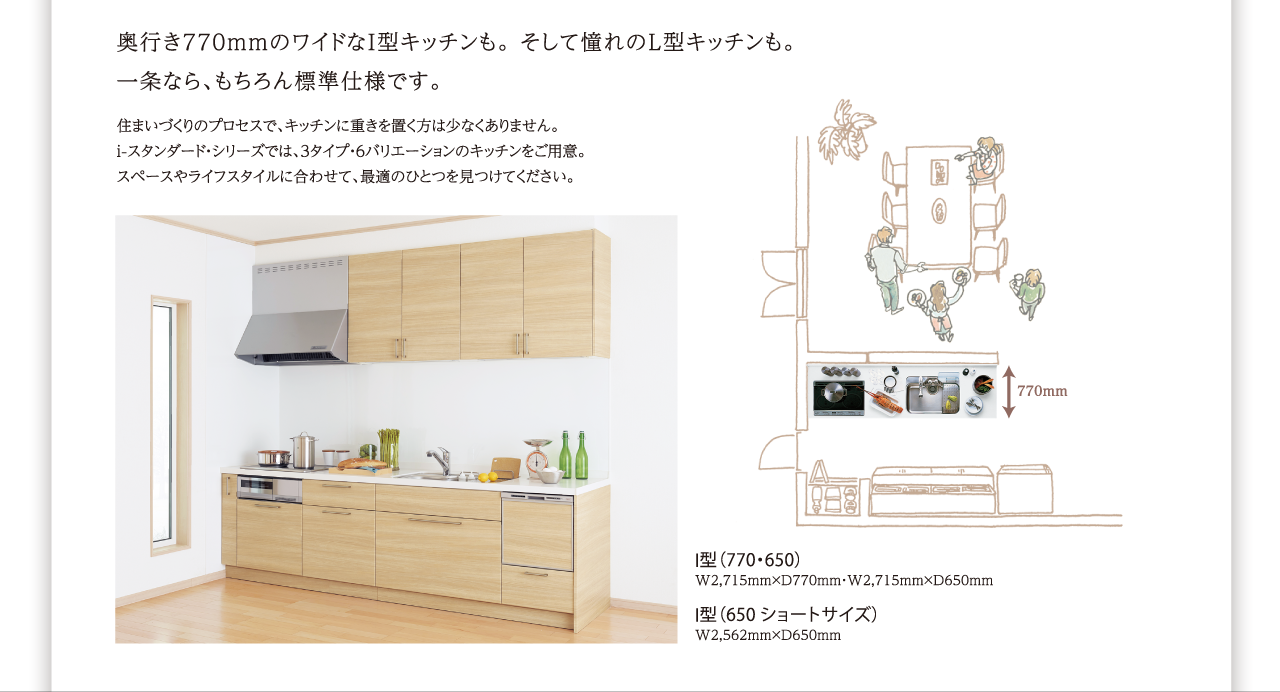 奥行き770mmのワイドなI型キッチンも。そして憧れのL型キッチンも。
一条なら、もちろん標準仕様です。
住まいづくりのプロセスで、キッチンに重きを置く方は少なくありません。
i-スタンダード・シリーズでは、3タイプ・6バリエーションのキッチンをご用意。
スペースやライフスタイルに合わせて、最適のひとつを見つけてください。
770mm
I型（770・650）
W2,715mm×D770mm・W2,715mm×D650mm
I型（650 ショートサイズ）
W2,562mm×D650mm